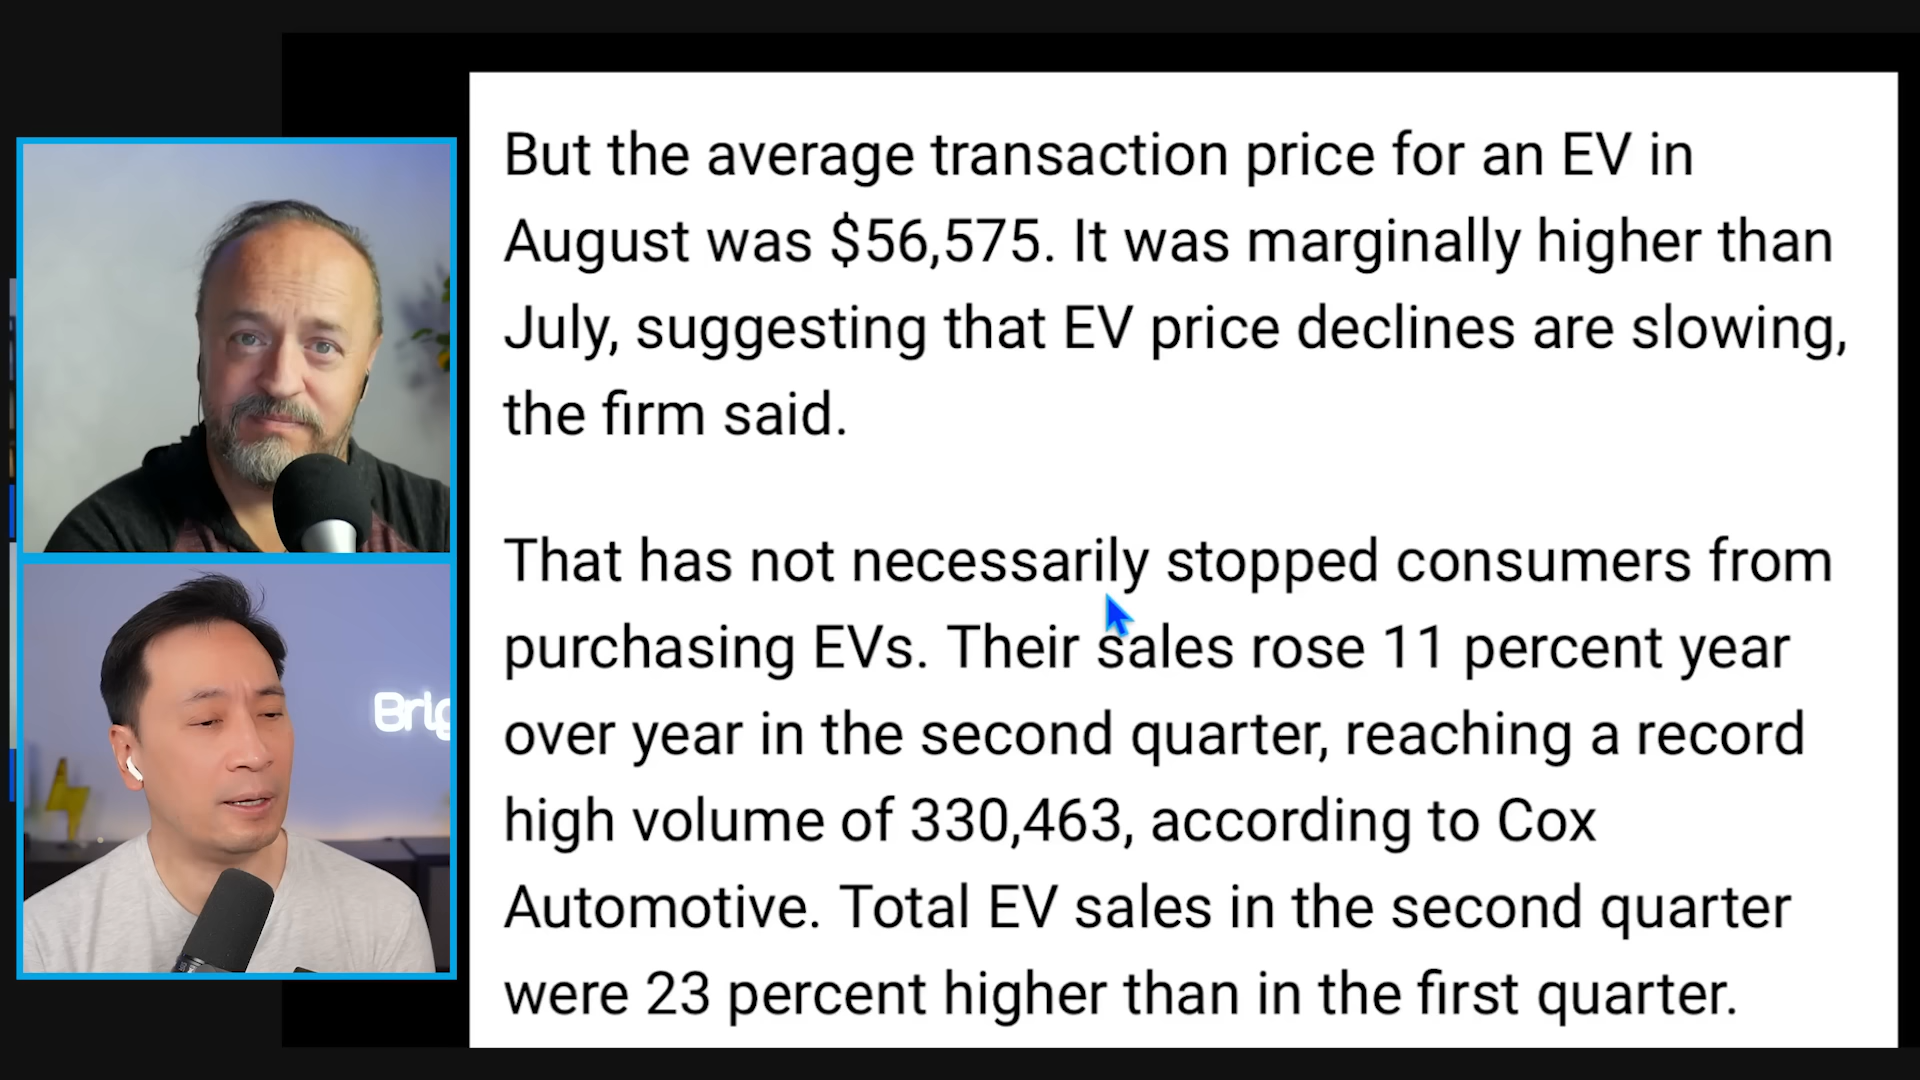 But the average transaction price for an EV in
August was $56,575. It was marginally higher than
July, suggesting that EV price declines are slowing,
the firm said.
That has not necessarily stopped consumers from
purchasing EVs. Their sales rose 11 percent year
over year in the second quarter, reaching a record
high volume of 330,463, according to Cox
Automotive. Total EV sales in the second quarter
were 23 percent higher than in the first quarter.
Brig